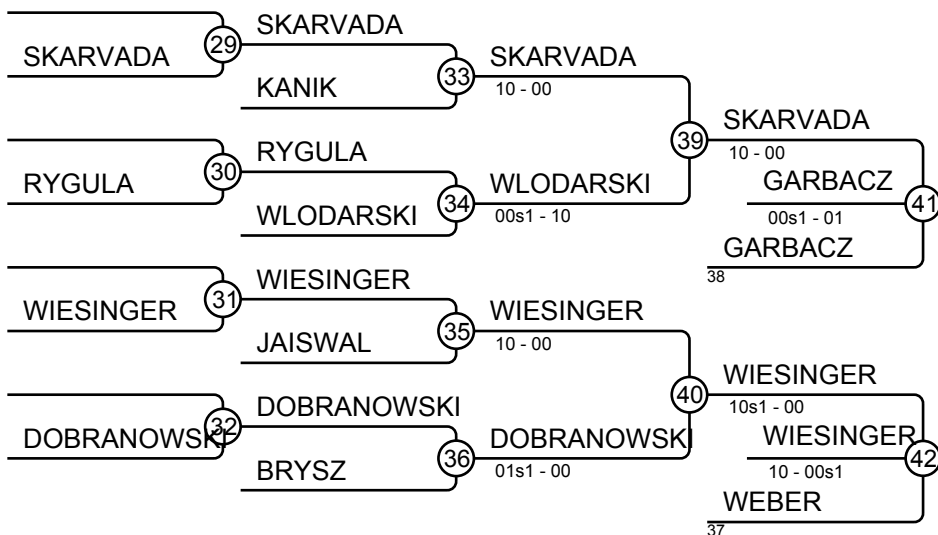 SKARVADA
29
SKARVADA
KANIK
33
SKARVADA
10 - 00
RYGULA
30
RYGULA
WLODARSKI
34
WLODARSKI
00s1 - 10
39
SKARVADA
10 - 00
GARBACZ
00s1 - 01
41
GARBACZ
38
WIESINGER
31
WIESINGER
JAISWAL
35
WIESINGER
10 - 00
DOBRANOWSKI
32
DOBRANOWSKI
BRYSZ
36
DOBRANOWSKI
01s1 - 00
40
WIESINGER
10s1 - 00
WIESINGER
10 - 00s1
42
WEBER
37